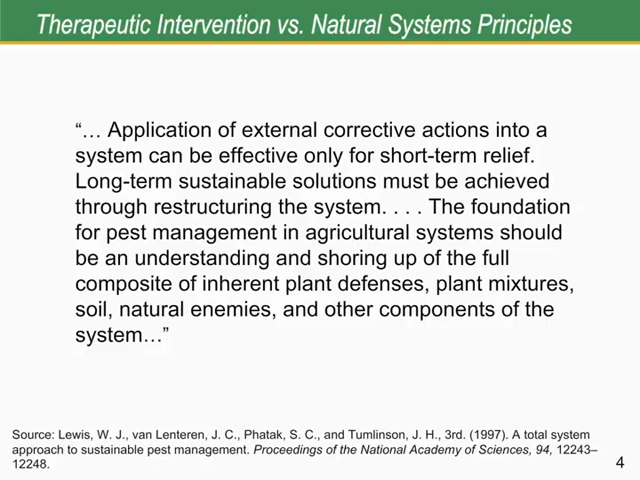 Therapeutic Intervention vs. Natural Systems Principles
“… Application of external corrective actions into a
system can be effective only for short-term relief.
Long-term sustainable solutions must be achieved
through restructuring the system. . . . The foundation
for pest management in agricultural systems should
be an understanding and shoring up of the full
composite of inherent plant defenses, plant mixtures,
soil, natural enemies, and other components of the
system…”
Source: Lewis, W. J., van Lenteren, J. C., Phatak, S. C., and Tumlinson, J. H., 3rd. (1997). A total system
approach to sustainable pest management. Proceedings of the National Academy of Sciences, 94, 12243–
12248.
4